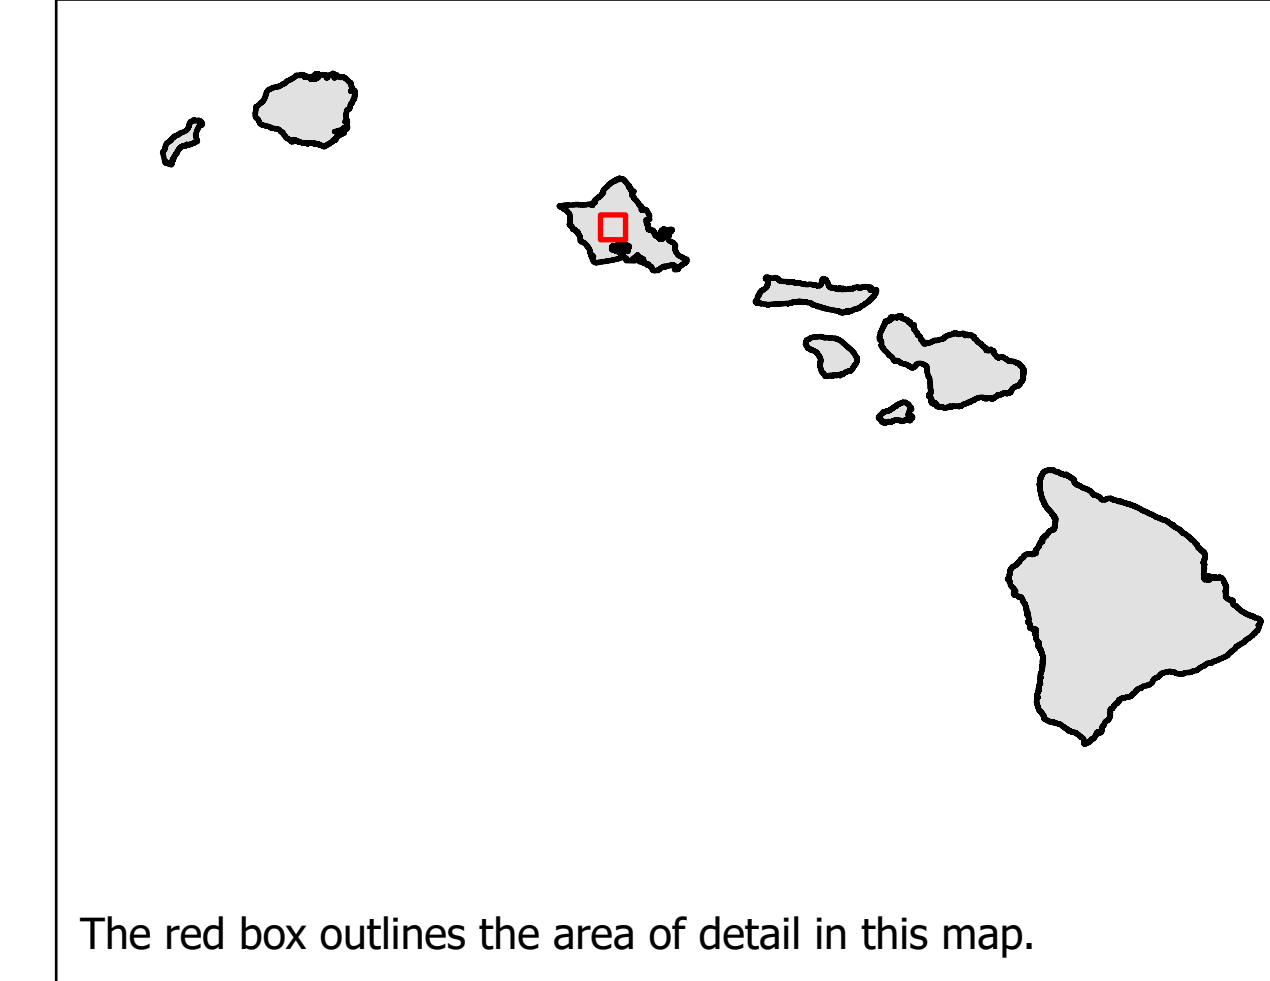 The red box outlines the area of detail in this map.